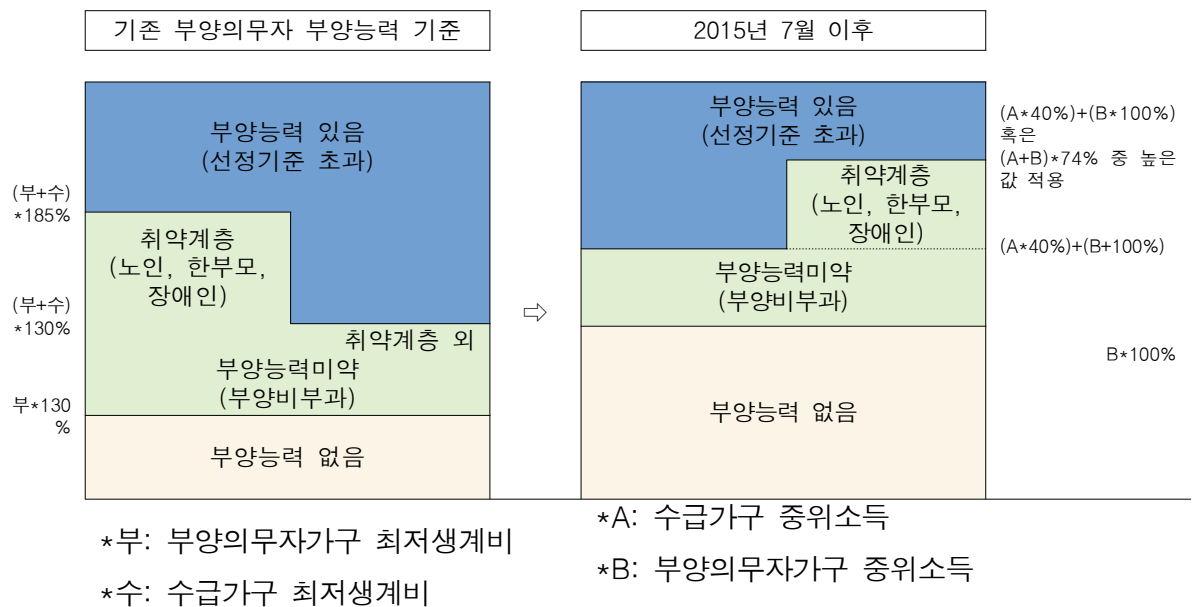 기존 부양의무자 부양능력 기준
부양능력 있음
(선정기준 초과)
(부+수)
*185%
취약계층
(노인, 한부모,
장애인)
(부+수)
*130%
취약계층 외
부양능력미약
(부양비부과)
부*130
%
부양능력 없음
*부: 부양의무자가구 최저생계비
*수: 수급가구 최저생계비
⇨
2015년 7월 이후
부양능력 있음
(선정기준 초과)
(A*40%)+(B*100%)
혹은
(A+B)*74% 중 높은
값 적용
취약계층
(노인, 한부모,
장애인)
(A*40%)+(B+100%)
부양능력미약
(부양비부과)
B*100%
부양능력 없음
*A: 수급가구 중위소득
*B: 부양의무자가구 중위소득